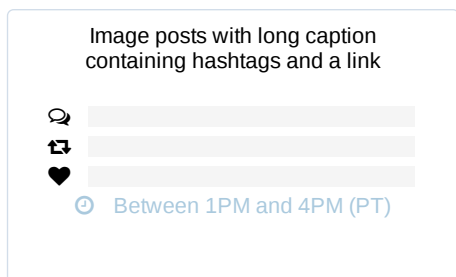 Image posts with long caption
containing hashtags and a link
Between 1PM and 4PM (PT)